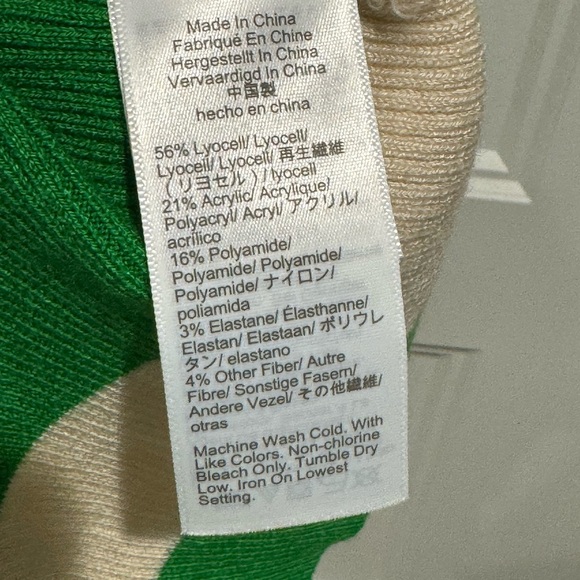 Made In China
Fabriqué En Chine
Hergestellt In China
Vervaardigd In China
中国製
hecho en china
56% Lyocell/ Lyocell/
Lyocell/ Lyocell/ 再生繊維
（リヨセル）/ lyocell
21% Acrylic/ Acrylique/
Polyacryl/ Acryl/ アクリル/
acrílico
16% Polyamide/
Polyamide/ Polyamide/
Polyamide/ ナイロン/
poliamida
3% Elastane/ Élasthanne/
Elastan/ Elastaan/ ポリウレ
タン/ elastano
4% Other Fiber/ Autre
Fibre/ Sonstige Fasern/
Andere Vezel/ その他繊維/
otras
Machine Wash Cold. With
Like Colors. Non-chlorine
Bleach Only. Tumble Dry
Low. Iron On Lowest
Setting.